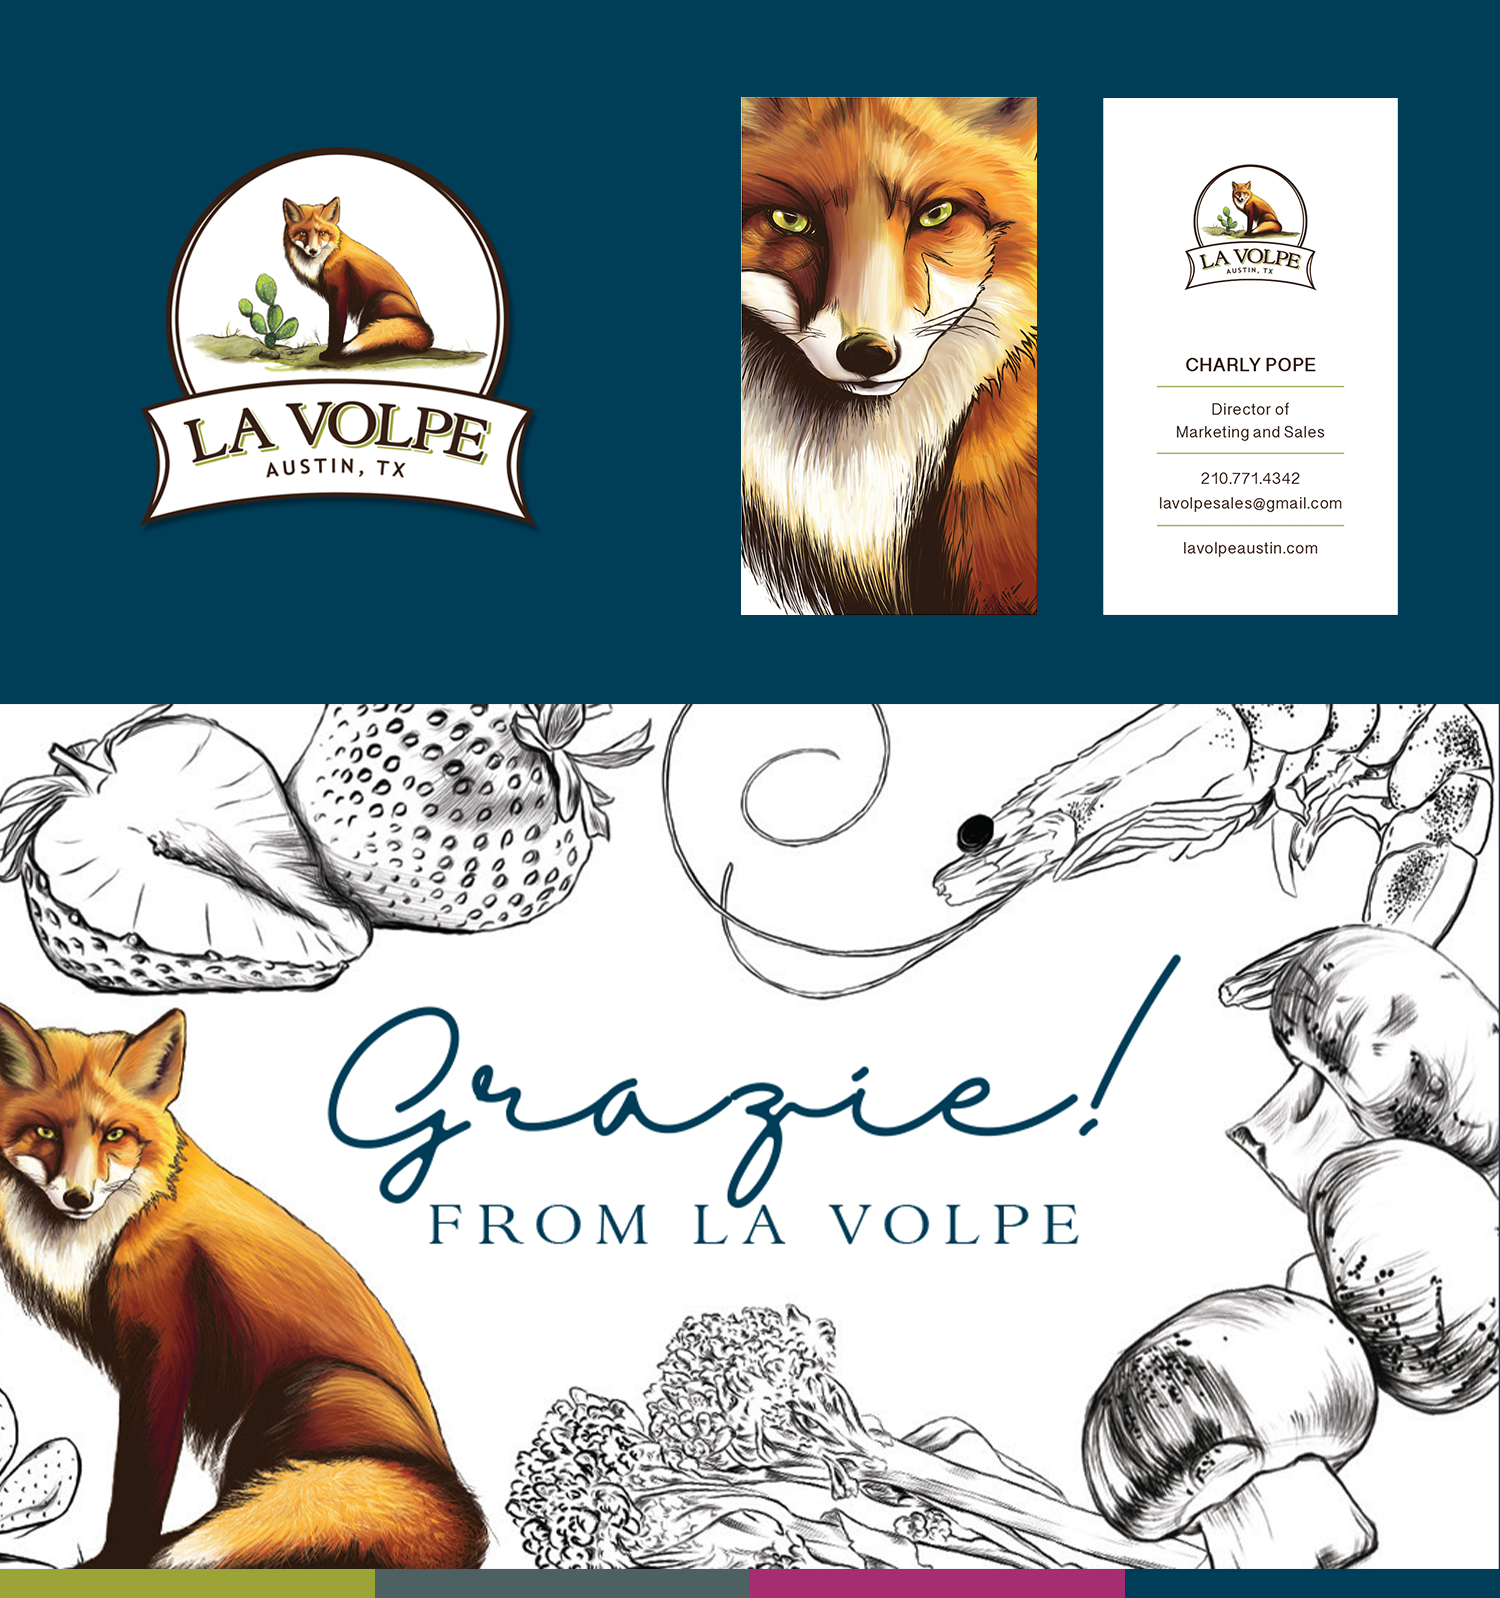 LA VOLPE
AUSTIN, TX
LA VOLPE
AUSTIN, TX
CHARLY POPE
Director of
Marketing and Sales
210.771.4342
lavolpesales@gmail.com
lavolpeaustin.com
Grazie!
FROM LA VOLPE